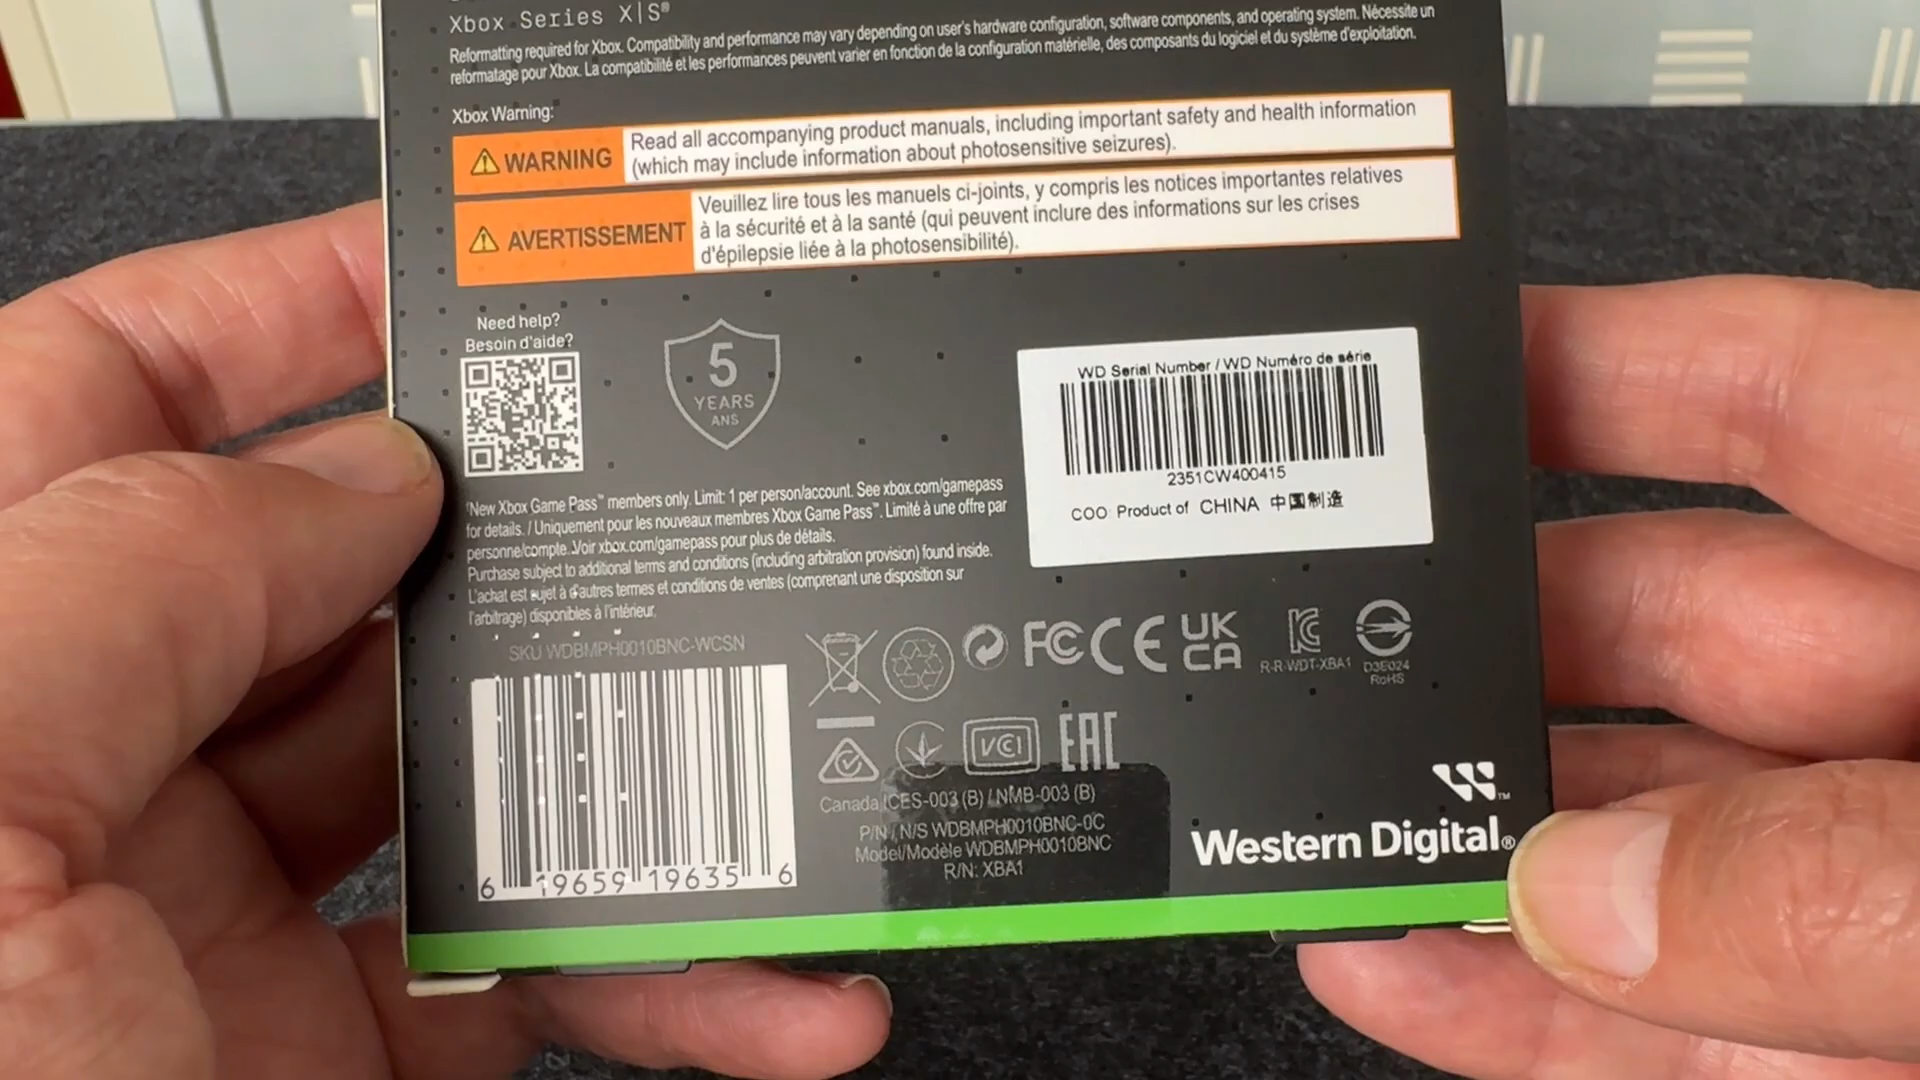 Xbox Series X|S®
Reformatting required for Xbox. Compatibility and performance may vary depending on user's hardware configuration, software components, and operating system. Nécessite un
reformatage pour Xbox. La compatibilité et les performances peuvent varier en fonction de la configuration matérielle, des composants du logiciel et du système d'exploitation.
Xbox Warning:
WARNING
Read all accompanying product manuals, including important safety and health information
(which may include information about photosensitive seizures).
AVERTISSEMENT
Veuillez lire tous les manuels ci-joints, y compris les notices importantes relatives
à la sécurité et à la santé (qui peuvent inclure des informations sur les crises
d'épilepsie liée à la photosensibilité).
Need help?
Besoin d'aide?
5
YEARS
ANS
WD Serial Number / WD Numéro de série
2351CW400415
COO Product of CHINA 中国制造
¹New Xbox Game Pass™ members only. Limit: 1 per person/account. See xbox.com/gamepass
for details. / Uniquement pour les nouveaux membres Xbox Game Pass™. Limité à une offre par
personne/compte. Voir xbox.com/gamepass pour plus de détails.
Purchase subject to additional terms and conditions (including arbitration provision) found inside.
L'achat est sujet à d'autres termes et conditions de ventes (comprenant une disposition sur
l'arbitrage) disponibles à l'intérieur.
SKU WDBMPH0010BNC-WCSN
6 19659 19635 6
FC CE UK
CA
R-R-WDT-XBA1
D3E024
RoHS
VCI EAC
Canada ICES-003 (B) / NMB-003 (B)
P/N / N/S WDBMPH0010BNC-0C
Model/Modèle WDBMPH0010BNC
R/N: XBA1
Western Digital®